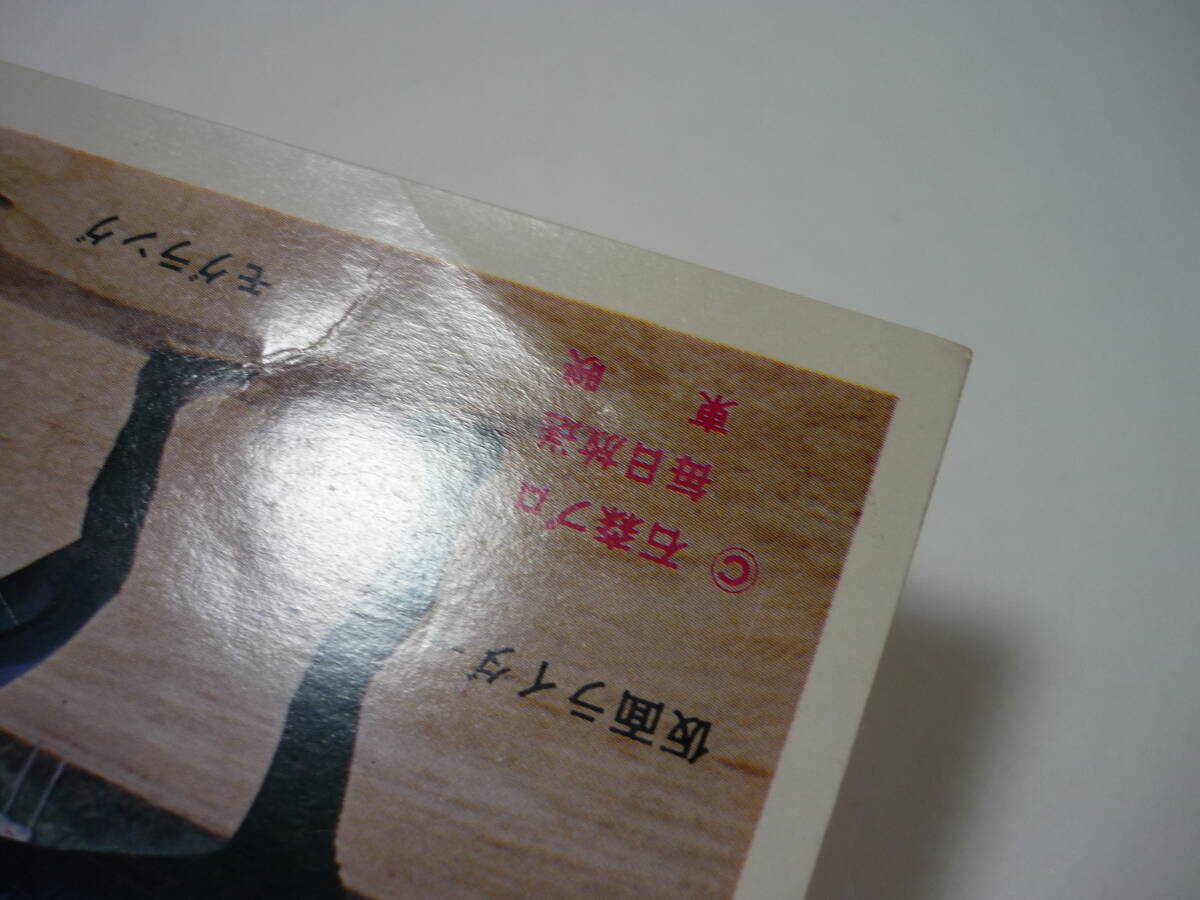 仮面ライダー
© 石森プロ
毎日放送
東　映
モグラング